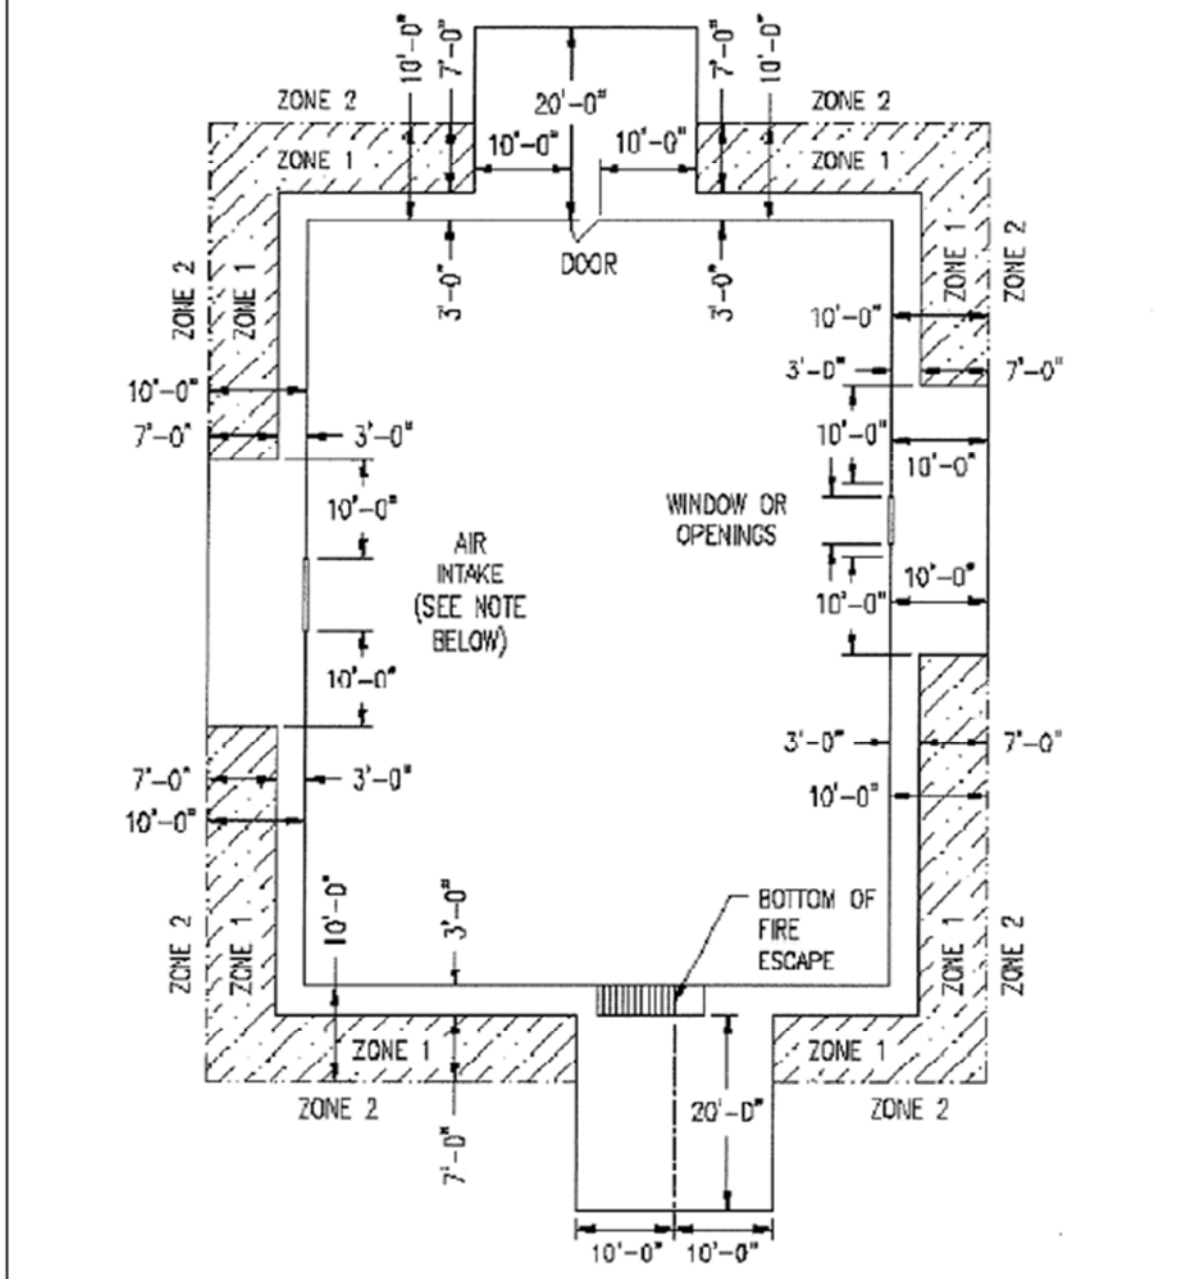 10'-0"
7'-0"
7'-0"
10'-0"
ZONE 2
20'-0"
ZONE 2
10'-0"
10'-0"
ZONE 1
ZONE 1
DOOR
ZONE 2
ZONE 1
3'-0"
3'-0"
ZONE 1
ZONE 2
10'-0"
3'-0"
7'-0"
10'-0"
7'-0"
3'-0"
10'-0"
10'-0"
10'-0"
WINDOW OR
OPENINGS
AIR
INTAKE
(SEE NOTE
BELOW)
10'-0"
10'-0"
10'-0"
3'-0"
7'-0"
7'-0"
3'-0"
10'-0"
10'-0"
10'-0"
3'-0"
BOTTOM OF
FIRE
ESCAPE
ZONE 2
ZONE 1
ZONE 1
ZONE 2
ZONE 1
ZONE 1
ZONE 2
20'-0"
ZONE 2
7'-0"
10'-0"
10'-0"